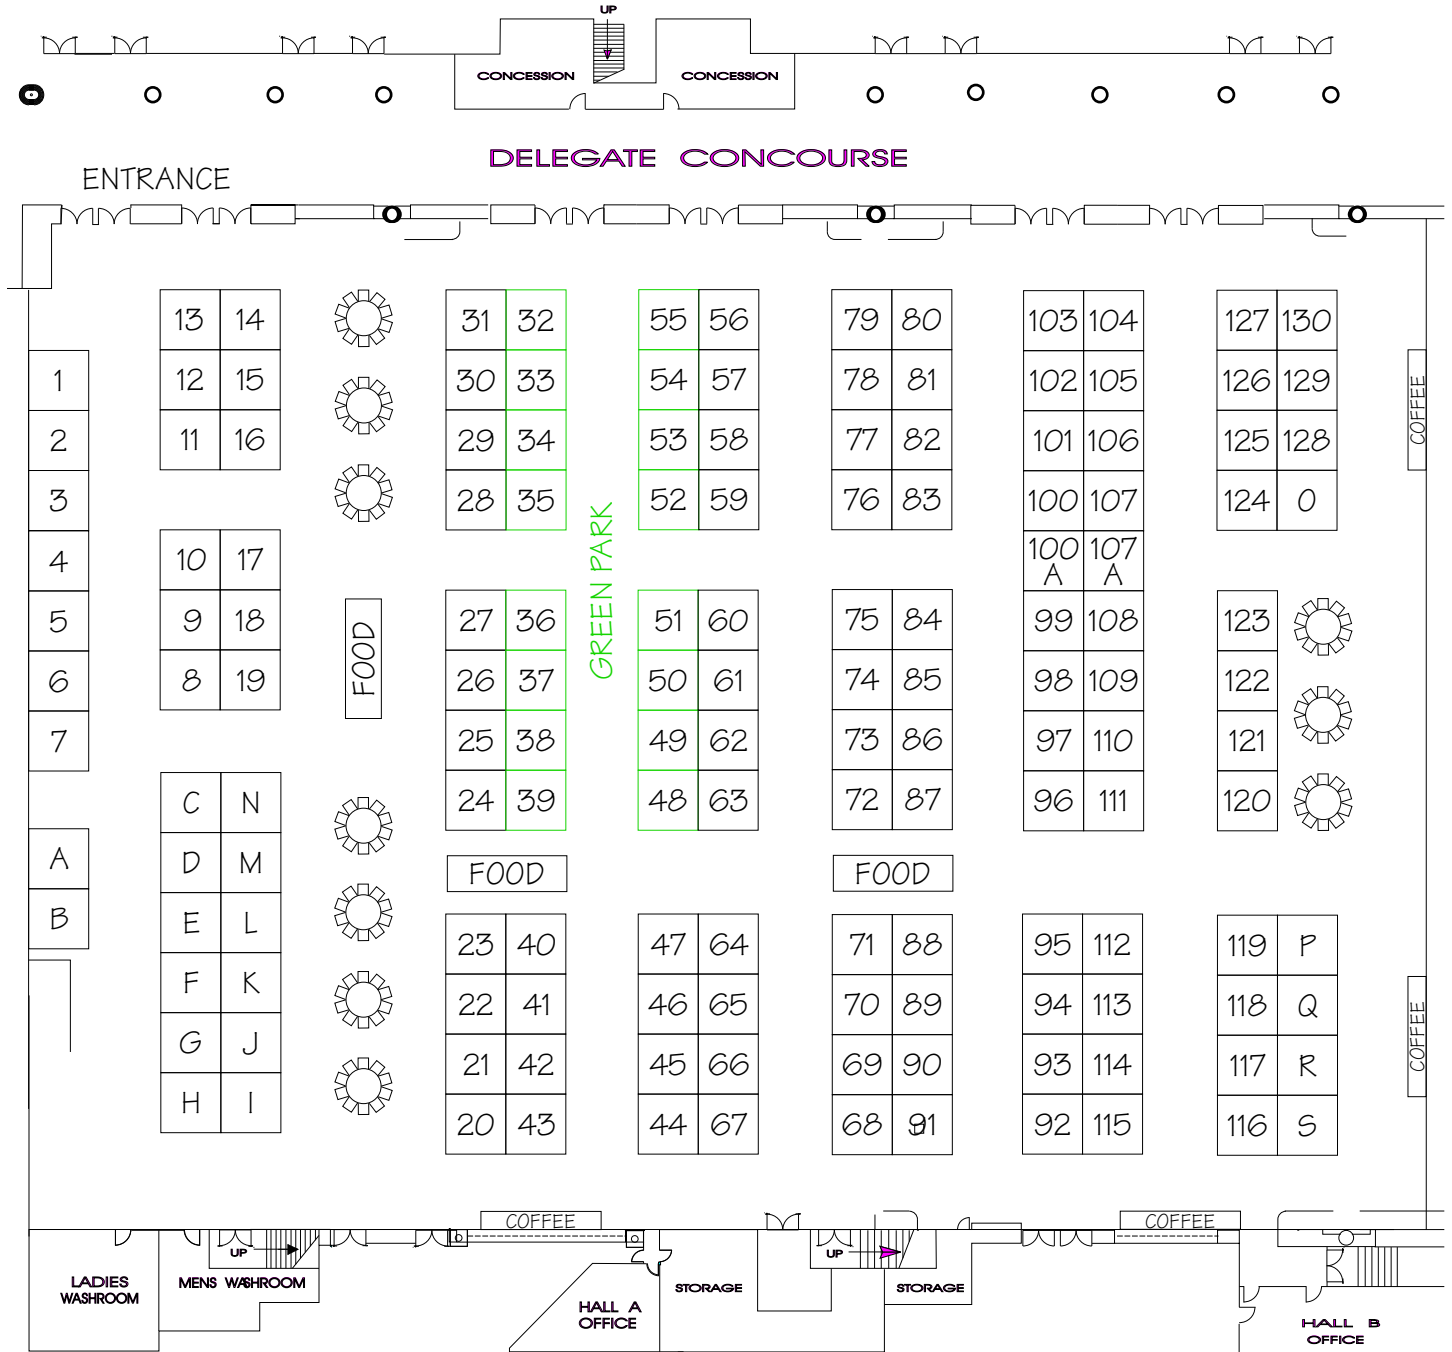 UP
CONCESSION CONCESSION
DELEGATE CONCOURSE
ENTRANCE
13 14 31 32 55 56 79 80 103 104 127 130
1 12 15 30 33 54 57 78 81 102 105 126 129
COFFEE
2 11 16 29 34 53 58 77 82 101 106 125 128
3 28 35 52 59 76 83 100 107 124 O
GREEN PARK
4 10 17 100 A 107 A
5 9 18 27 36 51 60 75 84 99 108 123
FOOD
6 8 19 26 37 50 61 74 85 98 109 122
7 25 38 49 62 73 86 97 110 121
C N 24 39 48 63 72 87 96 111 120
A D M FOOD FOOD
B E L 23 40 47 64 71 88 95 112 119 P
F K 22 41 46 65 70 89 94 113 118 Q
COFFEE
G J 21 42 45 66 69 90 93 114 117 R
H I 20 43 44 67 68 91 92 115 116 S
COFFEE COFFEE
UP UP
LADIES
WASHROOM
MENS WASHROOM
STORAGE STORAGE
HALL A
OFFICE
HALL B
OFFICE